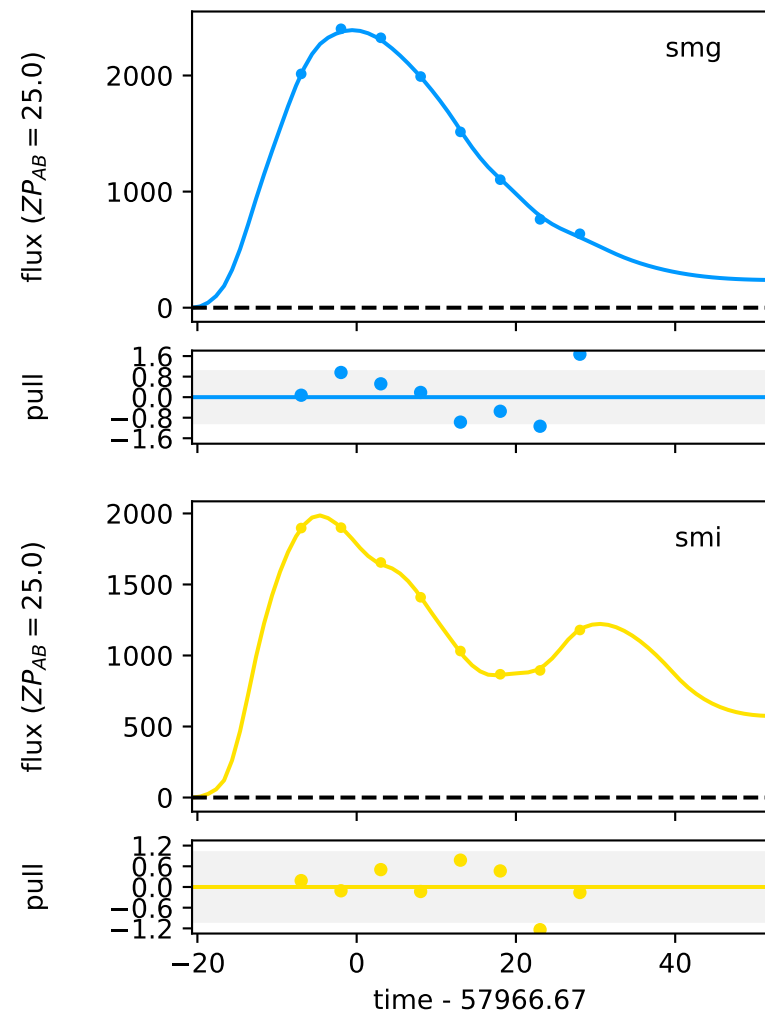 smg
flux (ZP_AB = 25.0)
2000
1000
0
pull
1.6
0.8
0.0
−0.8
−1.6
smi
flux (ZP_AB = 25.0)
2000
1500
1000
500
0
pull
1.2
0.6
0.0
−0.6
−1.2
−20 0 20 40
time - 57966.67